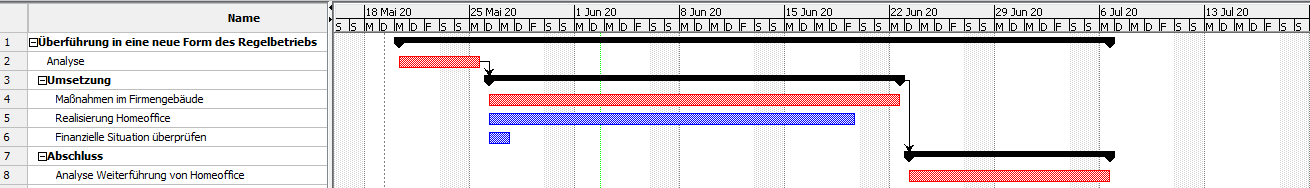 Name
18 Mai 20 25 Mai 20 1 Jun 20 8 Jun 20 15 Jun 20 22 Jun 20 29 Jun 20 6 Jul 20 13 Jul 20
S S M D M D F S S M D M D F S S M D M D F S S M D M D F S S M D M D F S S M D M D F S S M D M D F S S M D M D F S S M D M D F S S
1 Überführung in eine neue Form des Regelbetriebs
2 Analyse
3 Umsetzung
4 Maßnahmen im Firmengebäude
5 Realisierung Homeoffice
6 Finanzielle Situation überprüfen
7 Abschluss
8 Analyse Weiterführung von Homeoffice